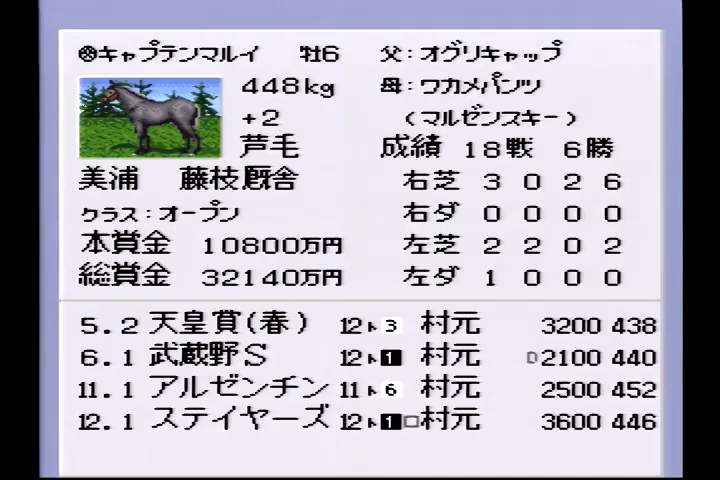 ㊝キャプテンマルイ 牡6 父:オグリキャップ
448kg 母:ワカメパンツ
+2 (マルゼンスキー)
芦毛 成績 18戦 6勝
美浦 藤枝厩舎 右芝 3 0 2 6
クラス:オープン 右ダ 0 0 0 0
本賞金 10800万円 左芝 2 2 0 2
総賞金 32140万円 左ダ 1 0 0 0
5.2 天皇賞(春) 12ト3 村元 3200 438
6.1 武蔵野S 12ト1 村元 D2100 440
11.1 アルゼンチン 11ト6 村元 2500 452
12.1 ステイヤーズ 12ト1□村元 3600 446